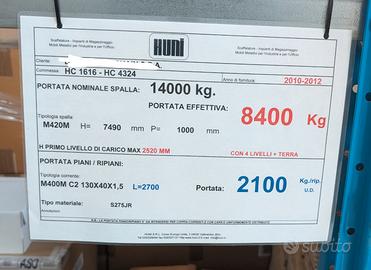 Scaffalature - Impianti di Magazzinaggio
Mobili Metallici per l'Industria e per l'Ufficio
HUNI
Cliente
Commessa: HC 1616 - HC 4324
Anno di fornitura: 2010-2012
PORTATA NOMINALE SPALLA: 14000 kg.
PORTATA EFFETTIVA:
Tipologia spalla
8400 Kg
M420M H= 7490 mm P= 1000 mm
H PRIMO LIVELLO DI CARICO MAX 2520 MM
CON 4 LIVELLI + TERRA
PORTATA PIANI / RIPIANI:
Tipologia:
M400M C2 130X40X1,5 L=2700
Portata: 2100 Kg./rip.
U.D.
Tipo materiale: S275JR
subito